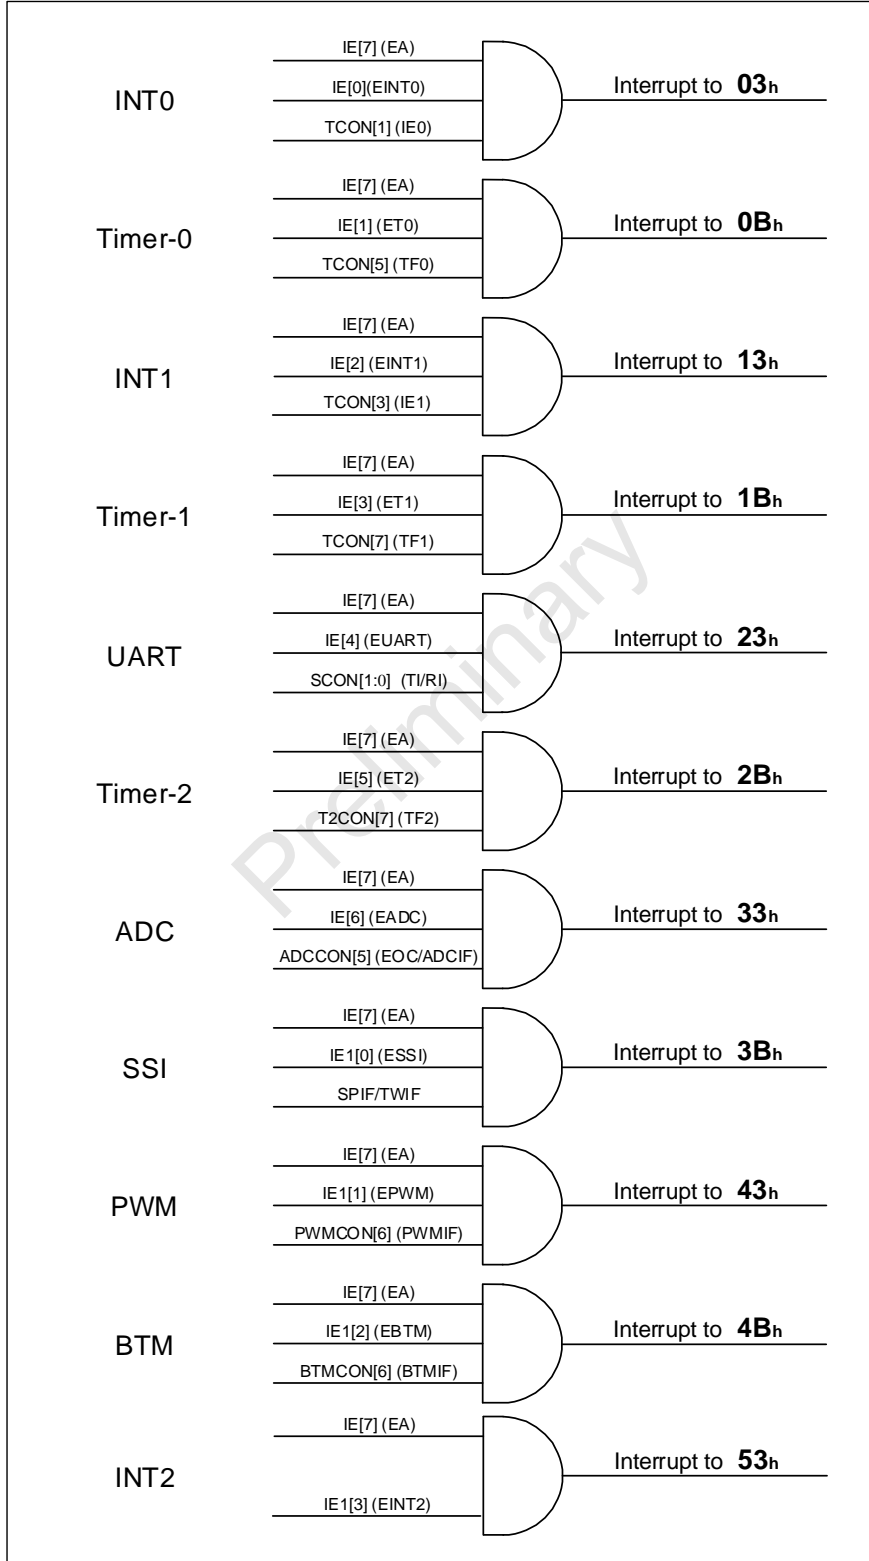 IE[7] (EA)
INT0 IE[0](EINT0) Interrupt to 03h
TCON[1] (IE0)
IE[7] (EA)
Timer-0 IE[1] (ET0) Interrupt to 0Bh
TCON[5] (TF0)
IE[7] (EA)
INT1 IE[2] (EINT1) Interrupt to 13h
TCON[3] (IE1)
IE[7] (EA)
Timer-1 IE[3] (ET1) Interrupt to 1Bh
TCON[7] (TF1)
IE[7] (EA)
UART IE[4] (EUART) Interrupt to 23h
SCON[1:0] (TI/RI)
IE[7] (EA)
Timer-2 IE[5] (ET2) Interrupt to 2Bh
T2CON[7] (TF2)
IE[7] (EA)
ADC IE[6] (EADC) Interrupt to 33h
ADCCON[5] (EOC/ADCIF)
IE[7] (EA)
SSI IE1[0] (ESSI) Interrupt to 3Bh
SPIF/TWIF
IE[7] (EA)
PWM IE1[1] (EPWM) Interrupt to 43h
PWMCON[6] (PWMIF)
IE[7] (EA)
BTM IE1[2] (EBTM) Interrupt to 4Bh
BTMCON[6] (BTMIF)
IE[7] (EA)
INT2 Interrupt to 53h
IE1[3] (EINT2)
Preliminary